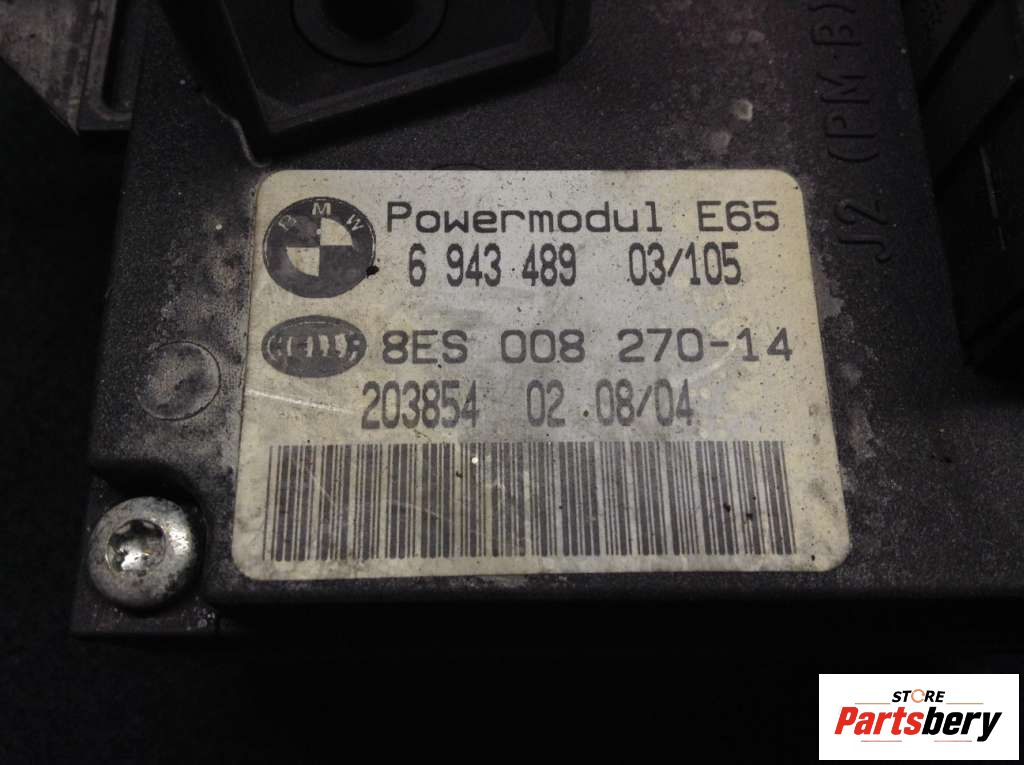 J2 (PM B)
BMW
Powermodul E65
6 943 489 03/105
8ES 008 270-14
203854 02 08/04
STORE
Partsbery